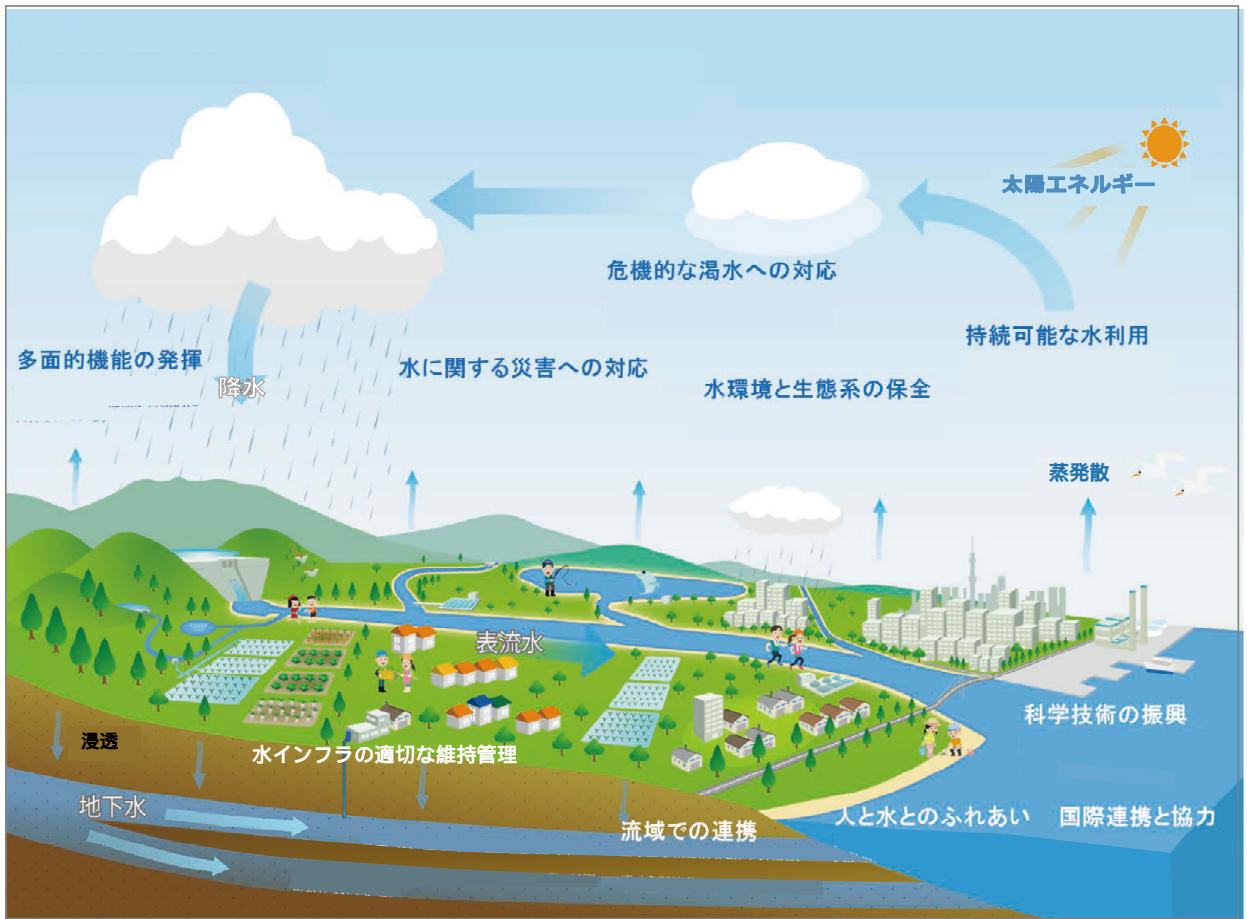 太陽エネルギー
危機的な渇水への対応
持続可能な水利用
多面的機能の発揮
水に関する災害への対応
降水
水環境と生態系の保全
蒸発散
表流水
科学技術の振興
浸透
水インフラの適切な維持管理
地下水
流域での連携
人と水とのふれあい
国際連携と協力